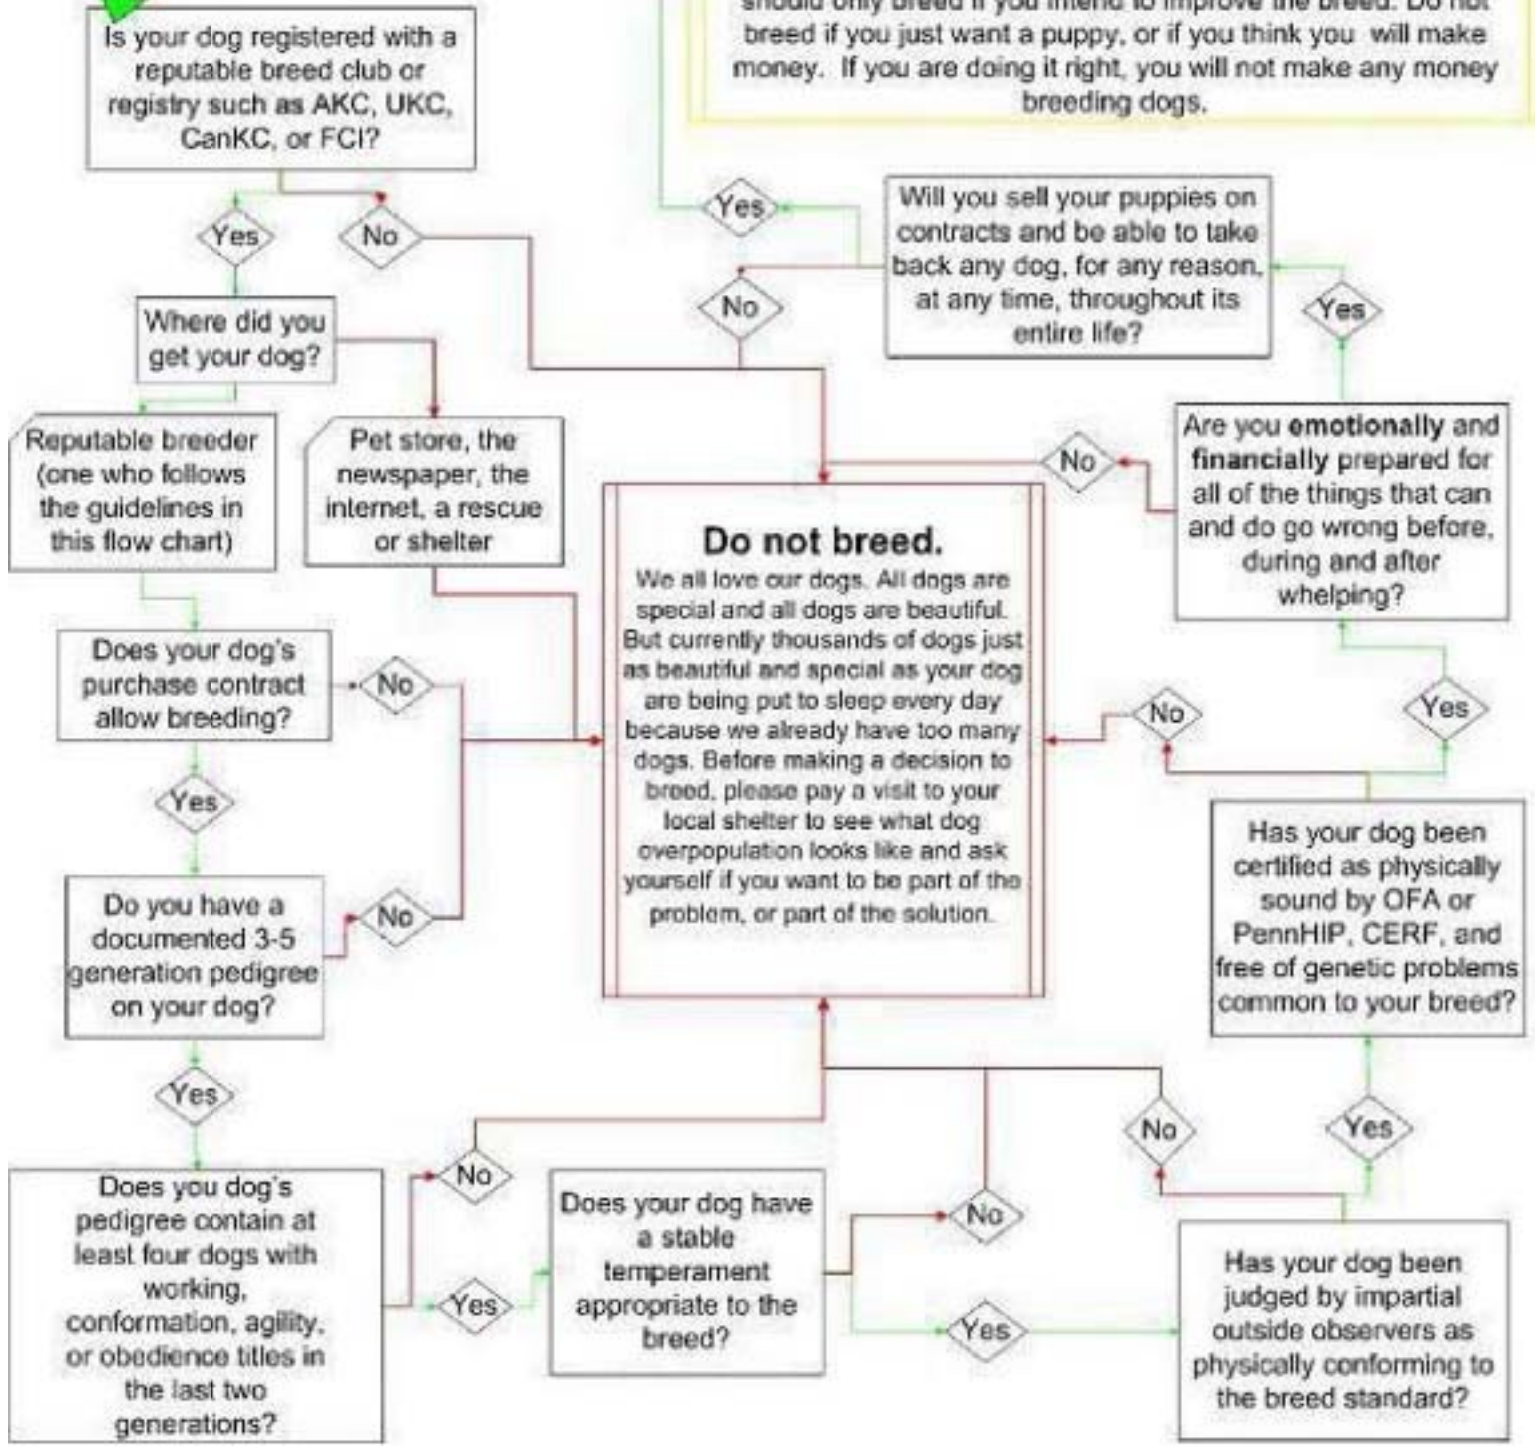 Is your dog registered with a
reputable breed club or
registry such as AKC, UKC,
CanKC, or FCI?
should only breed if you intend to improve the breed. Do not
breed if you just want a puppy, or if you think you will make
money. If you are doing it right, you will not make any money
breeding dogs.
Yes
No
Yes
Will you sell your puppies on
contracts and be able to take
back any dog, for any reason,
at any time, throughout its
entire life?
No
Yes
Where did you
get your dog?
Reputable breeder
(one who follows
the guidelines in
this flow chart)
Pet store, the
newspaper, the
internet, a rescue
or shelter
No
Are you emotionally and
financially prepared for
all of the things that can
and do go wrong before,
during and after
whelping?
Do not breed.
We all love our dogs. All dogs are
special and all dogs are beautiful.
But currently thousands of dogs just
as beautiful and special as your dog
are being put to sleep every day
because we already have too many
dogs. Before making a decision to
breed, please pay a visit to your
local shelter to see what dog
overpopulation looks like and ask
yourself if you want to be part of the
problem, or part of the solution.
Does your dog's
purchase contract
allow breeding?
No
No
Yes
Yes
Has your dog been
certified as physically
sound by OFA or
PennHIP, CERF, and
free of genetic problems
common to your breed?
Do you have a
documented 3-5
generation pedigree
on your dog?
No
Yes
No
Yes
Does you dog's
pedigree contain at
least four dogs with
working,
conformation, agility,
or obedience titles in
the last two
generations?
No
Yes
Does your dog have
a stable
temperament
appropriate to the
breed?
No
Yes
Has your dog been
judged by impartial
outside observers as
physically conforming to
the breed standard?